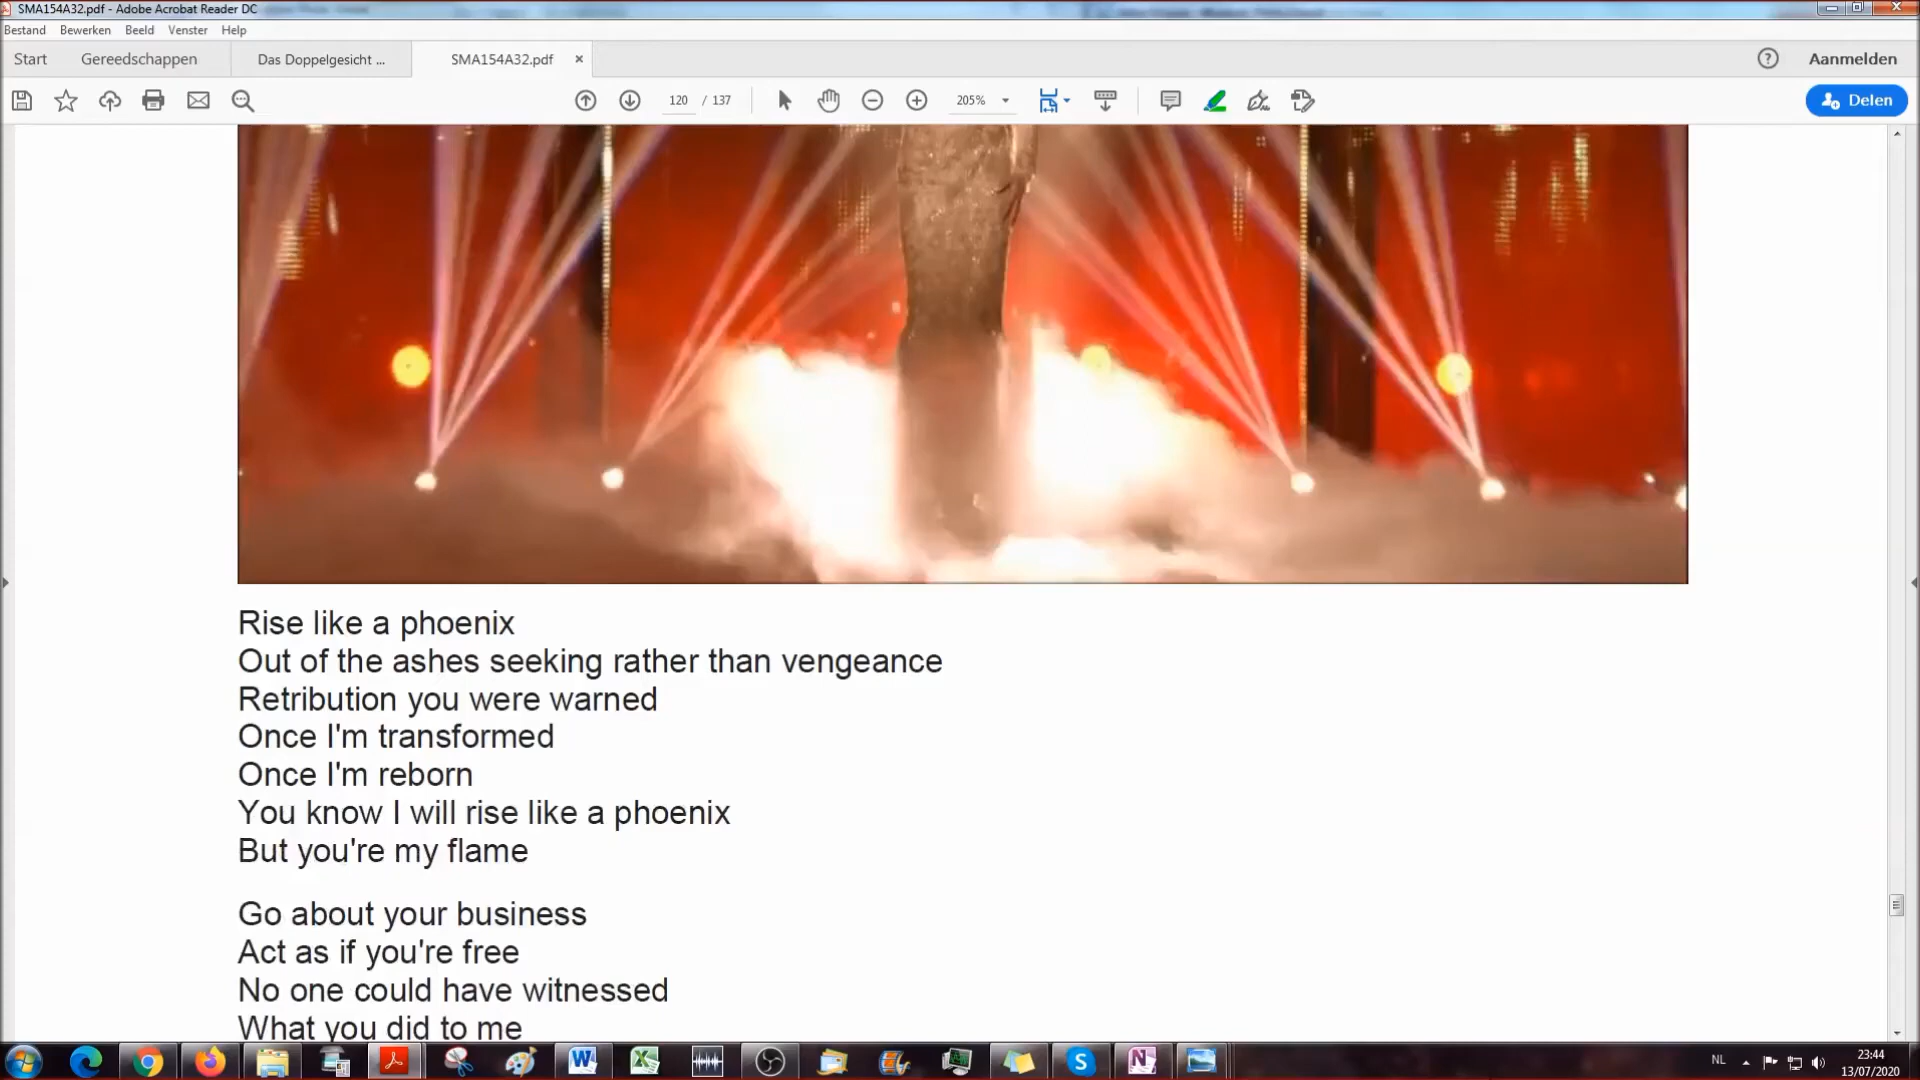 SMA154A32.pdf - Adobe Acrobat Reader DC
Bestand Bewerken Beeld Venster Help
Start Gereedschappen Das Doppelgesicht ... SMA154A32.pdf × Aanmelden
120 / 137 205% Delen
Rise like a phoenix
Out of the ashes seeking rather than vengeance
Retribution you were warned
Once I'm transformed
Once I'm reborn
You know I will rise like a phoenix
But you're my flame
Go about your business
Act as if you're free
No one could have witnessed
What you did to me
NL 23:44
13/07/2020